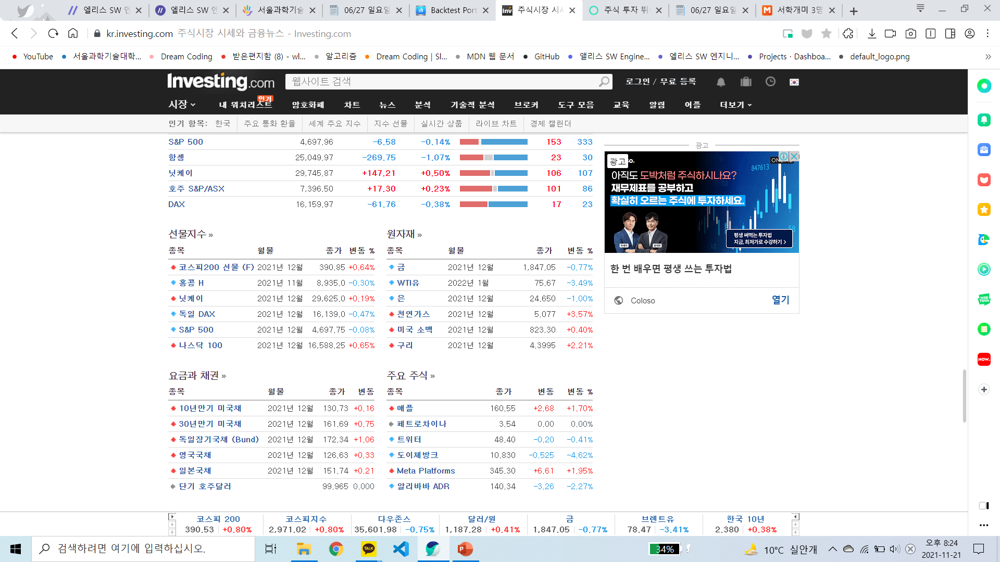 엘리스 SW 엔
엘리스 SW 엔
서울과학기술
06/27 일요일
Backtest Port
주식시장 시세
주식 투자 뛰
06/27 일요일
서학개미 3명
kr.investing.com 주식시장 시세와 금융뉴스 - Investing.com
YouTube 서울과학기술대학... Dream Coding 받은편지함 (8) - wl... 알고리즘 Dream Coding | Sl... MDN 웹 문서 GitHub 앨리스 SW Engine... 엘리스 SW 엔지니... Projects · Dashboa... default_logo.png
Investing.com 웹사이트 검색 로그인 / 무료 등록
인기
시장 내 워치리스트 암호화폐 차트 뉴스 분석 기술적 분석 브로커 도구 모음 교육 알림 어플 더보기
인기 항목: 한국 주요 통화 환율 세계 주요 지수 지수 선물 실시간 상품 라이브 차트 경제 캘린더
S&P 500 4,697.96 -6.58 -0.14% 153 333
항셍 25,049.97 -269.75 -1.07% 23 30
닛케이 29,745.87 +147.21 +0.50% 106 107
호주 S&P/ASX 7,396.50 +17.30 +0.23% 101 86
DAX 16,159.97 -61.76 -0.38% 17 23
선물지수 »
종목 월물 종가 변동 %
코스피200 선물 (F) 2021년 12월 390.85 +0.64%
홍콩 H 2021년 11월 8,935.0 -0.30%
닛케이 2021년 12월 29,625.0 +0.19%
독일 DAX 2021년 12월 16,139.0 -0.47%
S&P 500 2021년 12월 4,697.75 -0.08%
나스닥 100 2021년 12월 16,588.25 +0.65%
원자재 »
종목 월물 종가 변동 %
금 2021년 12월 1,847.05 -0.77%
WTI유 2022년 1월 75.67 -3.49%
은 2021년 12월 24.650 -1.00%
천연가스 2021년 12월 5.077 +3.57%
미국 소맥 2021년 12월 823.30 +0.40%
구리 2021년 12월 4.3995 +2.21%
요금과 채권 »
종목 월물 종가 변동
10년만기 미국채 2021년 12월 130.73 +0.16
30년만기 미국채 2021년 12월 161.69 +0.75
독일장기국채 (Bund) 2021년 12월 172.34 +1.06
영국국채 2021년 12월 126.63 +0.33
일본국채 2021년 12월 151.74 +0.21
단기 호주달러 99.965 0.000
주요 주식 »
종목 종가 변동 변동 %
애플 160.55 +2.68 +1.70%
페트로차이나 3.54 0.00 0.00%
트위터 48.40 -0.20 -0.41%
도이체방크 10.830 -0.525 -4.62%
Meta Platforms 345.30 +6.61 +1.95%
알리바바 ADR 140.34 -3.26 -2.27%
광고
광고
847613
아직도 도박처럼 주식하시나요?
재무제표를 공부하고
확실히 오르는 주식에 투자하세요.
평생 써먹는 투자법
지금, 최저가로 수강하기 >
한 번 배우면 평생 쓰는 투자법
Coloso 열기
WEB
TOON
NOW.
코스피 200 코스피지수 다우존스 달러/원 금 브렌트유 한국 10년
390.53 +0.80% 2,971.02 +0.80% 35,601.98 -0.75% 1,187.28 +0.41% 1,847.05 -0.77% 78.47 -3.41% 2.380 +0.38%
검색하려면 여기에 입력하십시오.
TALK
34%
10°C 실안개
오후 8:24
2021-11-21